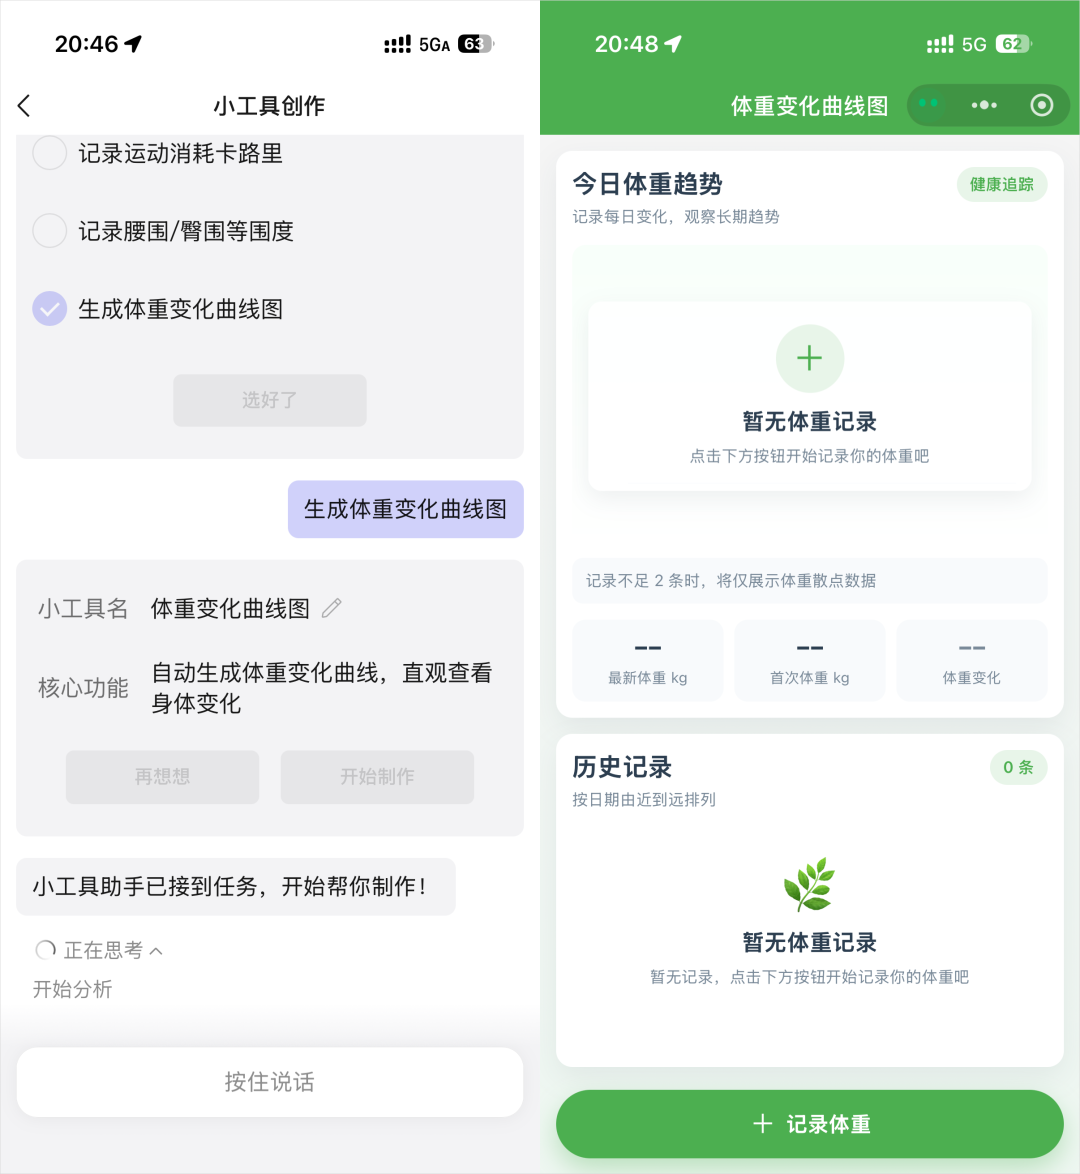 20:46
5GA
63
小工具创作
记录运动消耗卡路里
记录腰围/臀围等围度
生成体重变化曲线图
选好了
生成体重变化曲线图
小工具名
体重变化曲线图
核心功能
自动生成体重变化曲线，直观查看
身体变化
再想想
开始制作
小工具助手已接到任务，开始帮你制作！
正在思考
开始分析
按住说话
20:48
5G
62
体重变化曲线图
今日体重趋势
健康追踪
记录每日变化，观察长期趋势
暂无体重记录
点击下方按钮开始记录你的体重吧
记录不足 2 条时，将仅展示体重散点数据
--
--
--
最新体重 kg
首次体重 kg
体重变化
历史记录
0 条
按日期由近到远排列
暂无体重记录
暂无记录，点击下方按钮开始记录你的体重吧
＋ 记录体重